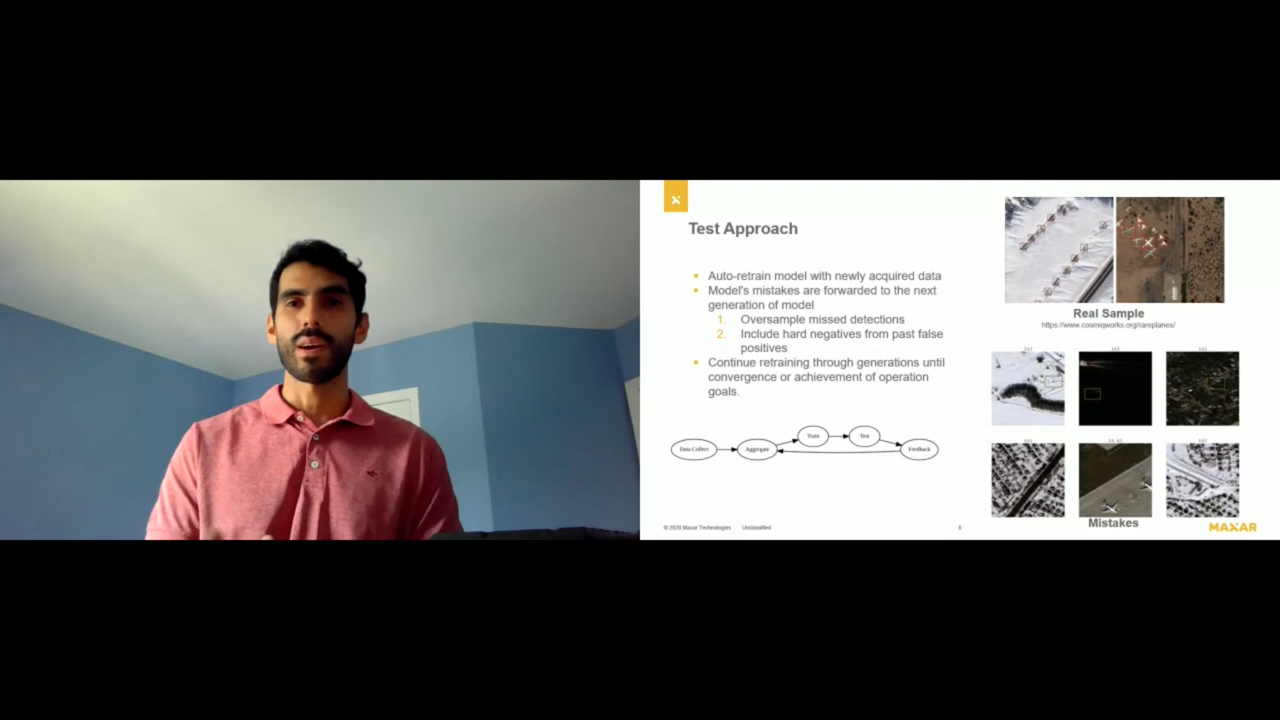 Test Approach
Auto-retrain model with newly acquired data
Model's mistakes are forwarded to the next
generation of model
1. Oversample missed detections
2. Include hard negatives from past false
positives
Continue retraining through generations until
convergence or achievement of operation
goals.
Data Collect
Aggregate
Train
Test
Feedback
Real Sample
https://www.cosmiqworks.org/rareplanes/
Mistakes
© 2020 Maxar Technologies
Unclassified
MAXAR